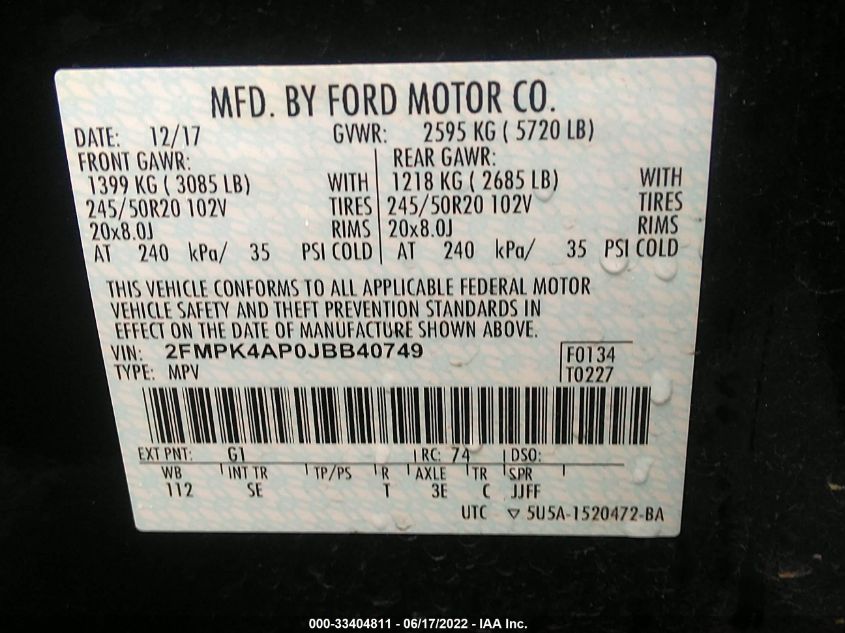 MFD. BY FORD MOTOR CO.
DATE: 12/17 GVWR: 2595 KG ( 5720 LB)
FRONT GAWR: REAR GAWR:
1399 KG ( 3085 LB) WITH 1218 KG ( 2685 LB) WITH
245/50R20 102V TIRES 245/50R20 102V TIRES
20x8.0J RIMS 20x8.0J RIMS
AT 240 kPa/ 35 PSI COLD AT 240 kPa/ 35 PSI COLD
THIS VEHICLE CONFORMS TO ALL APPLICABLE FEDERAL MOTOR
VEHICLE SAFETY AND THEFT PREVENTION STANDARDS IN
EFFECT ON THE DATE OF MANUFACTURE SHOWN ABOVE.
VIN: 2FMPK4AP0JBB40749 F0134
TYPE: MPV T0227
EXT PNT: G1 RC: 74 DSO:
WB INT TR TP/PS R AXLE TR SPR
112 SE T 3E C JJFF
UTC ▽ 5U5A-1520472-BA
000-33404811 - 06/17/2022 - IAA Inc.